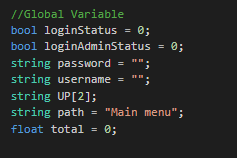 //Global Variable
bool loginStatus = 0;
bool loginAdminStatus = 0;
string password = "";
string username = "";
string UP[2];
string path = "Main menu";
float total = 0;